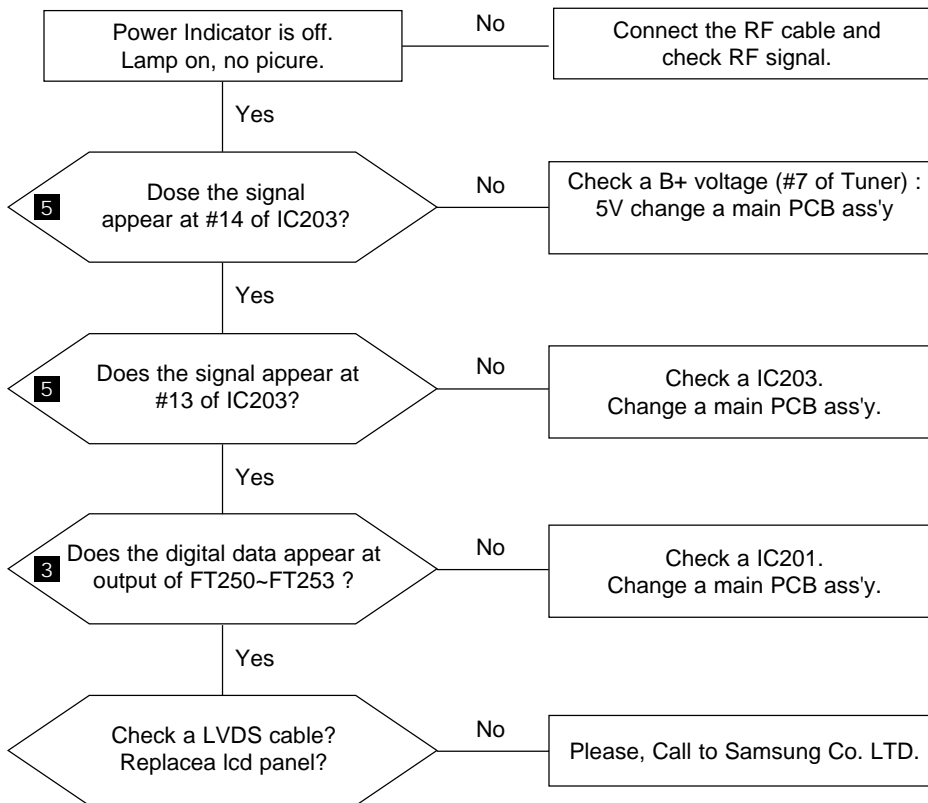 Power Indicator is off.
Lamp on, no picure.
No
Connect the RF cable and
check RF signal.
Yes
5
Dose the signal
appear at #14 of IC203?
No
Check a B+ voltage (#7 of Tuner) :
5V change a main PCB ass'y
Yes
5
Does the signal appear at
#13 of IC203?
No
Check a IC203.
Change a main PCB ass'y.
Yes
3
Does the digital data appear at
output of FT250~FT253 ?
No
Check a IC201.
Change a main PCB ass'y.
Yes
Check a LVDS cable?
Replacea lcd panel?
No
Please, Call to Samsung Co. LTD.